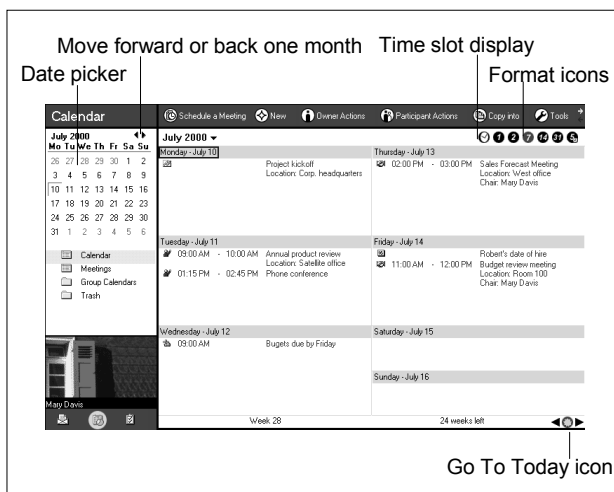 Move forward or back one month
Time slot display
Date picker
Format icons
Calendar
Schedule a Meeting New Owner Actions Participant Actions Copy into Tools
July 2000
Mo Tu We Th Fr Sa Su
26 27 28 29 30 1 2
3 4 5 6 7 8 9
10 11 12 13 14 15 16
17 18 19 20 21 22 23
24 25 26 27 28 29 30
31 1 2 3 4 5 6
Calendar
Meetings
Group Calendars
Trash
Mary Davis
July 2000
1 2 7 14 31
Monday - July 10
Project kickoff
Location: Corp. headquarters
Tuesday - July 11
09:00 AM - 10:00 AM Annual product review
Location: Satellite office
01:15 PM - 02:45 PM Phone conference
Wednesday - July 12
09:00 AM Bugets due by Friday
Thursday - July 13
02:00 PM - 03:00 PM Sales Forecast Meeting
Location: West office
Chair: Mary Davis
Friday - July 14
Robert's date of hire
11:00 AM - 12:00 PM Budget review meeting
Location: Room 100
Chair: Mary Davis
Saturday - July 15
Sunday - July 16
Week 28
24 weeks left
Go To Today icon